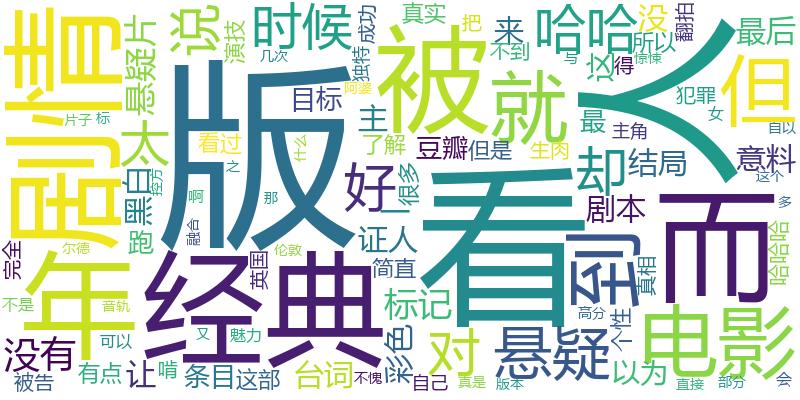 剧情
悬疑片
说
演技
时候
几次
独特
成功
真实
把
来
不到
哈哈
与
惊悚
没
所以
翻拍
这
得
人
最后
但
片子
标
太
版
目标
阿婆
主
被
就
最
主角
犯罪
女
自以
看过
之
什么
了解
豆瓣
但是
生肉
却
结局
意料
这个
黑白
控方
啊
那
好
很多
一
看
剧本
而
多
跑
融合
证人
到
真相
哈哈哈
完全
尔德
年
经典
英国
伦敦
简直
标记
彩色
悬疑
高分
个性
电影
不是
音轨
又
魅力
没有
可以
对
有点
让
啃
条目
这部
台词
不愧
自己
真是
版本
以为
直接
部分
会
被告